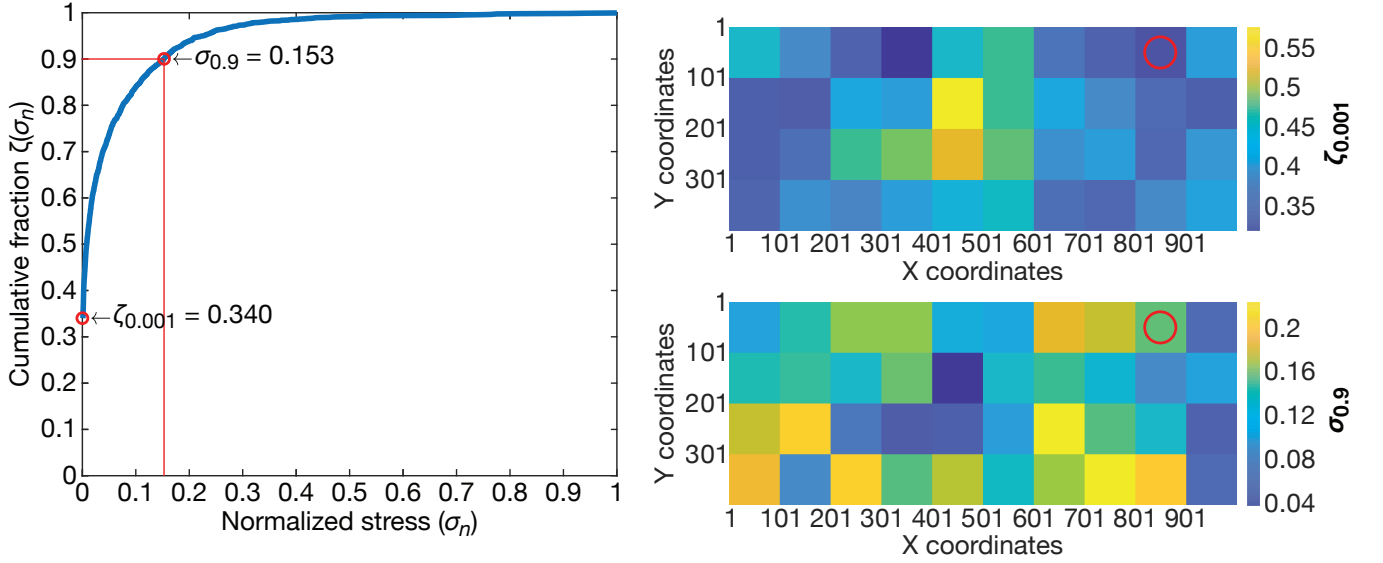 1
0.9
0.8
0.7
0.6
0.5
0.4
0.3
0.2
0.1
0
Cumulative fraction ζ(σn)
←σ0.9 = 0.153
←ζ0.001 = 0.340
0 0.1 0.2 0.3 0.4 0.5 0.6 0.7 0.8 0.9 1
Normalized stress (σn)
1
101
201
301
Y coordinates
1 101 201 301 401 501 601 701 801 901
X coordinates
0.55
0.5
0.45
0.4
0.35
ζ0.001
1
101
201
301
Y coordinates
1 101 201 301 401 501 601 701 801 901
X coordinates
0.2
0.16
0.12
0.08
0.04
σ0.9